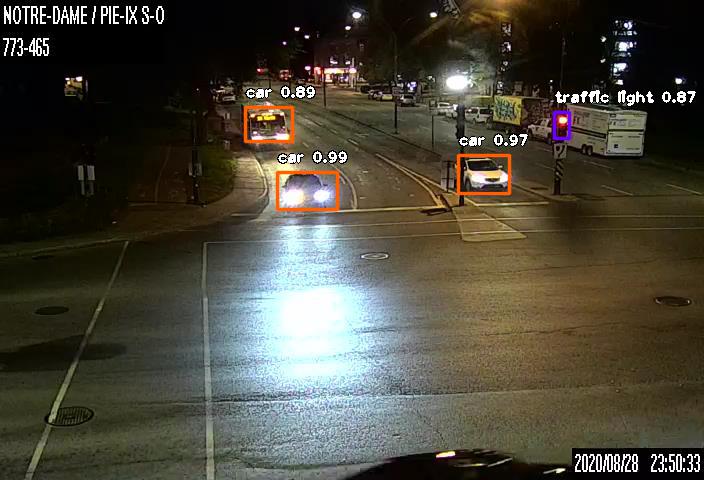 NOTRE-DAME / PIE-IX S-O
773-465
car 0.89
traffic light 0.87
car 0.97
car 0.99
2020/08/28 23:50:33